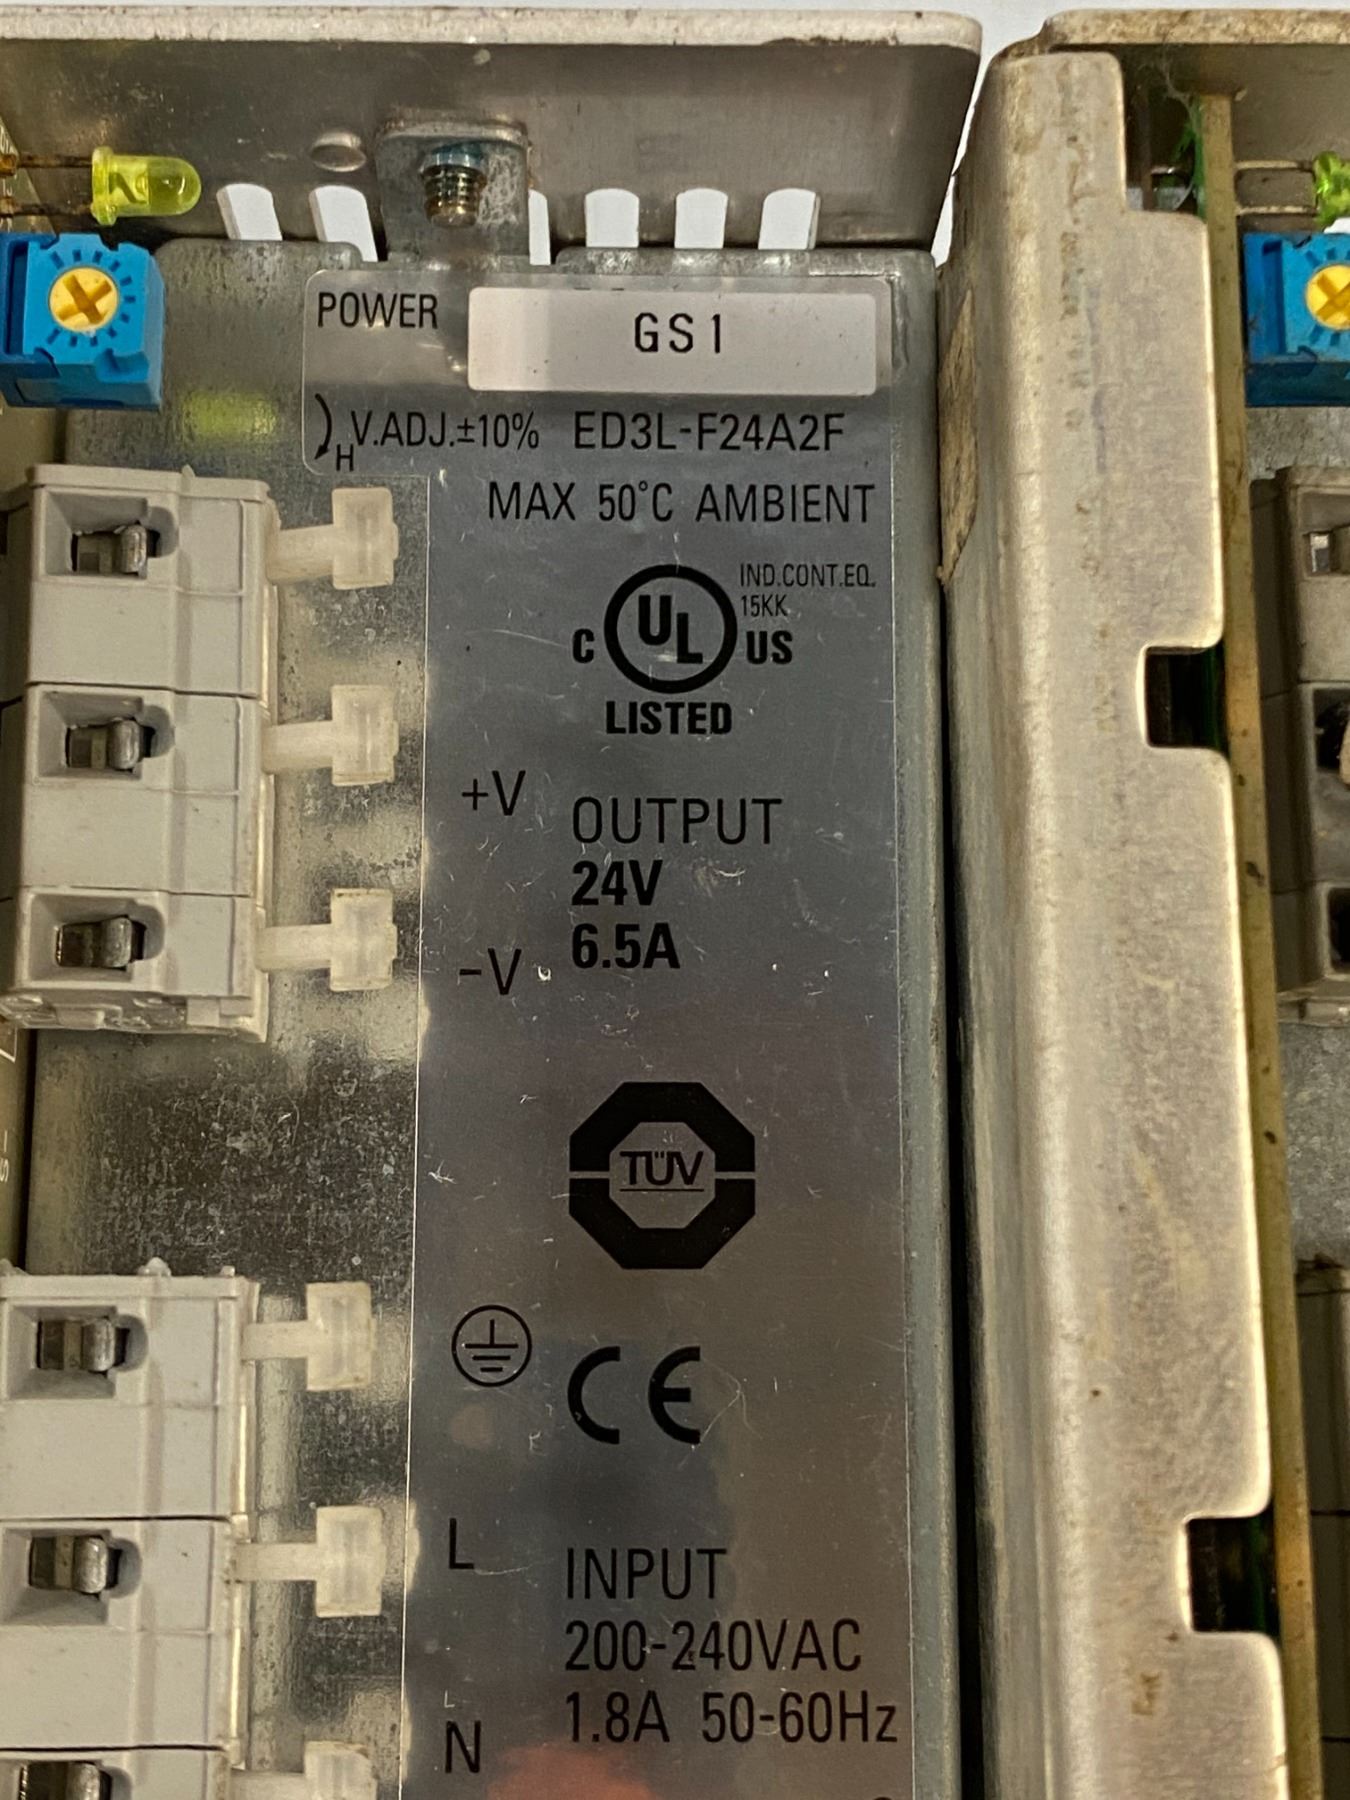 POWER
GS1
V.ADJ.±10% ED3L-F24A2F
H
MAX 50°C AMBIENT
IND.CONT.EQ.
15KK
C UL US
LISTED
+V
OUTPUT
24V
6.5A
-V
TÜV
CE
L
INPUT
200-240VAC
L
1.8A 50-60Hz
N